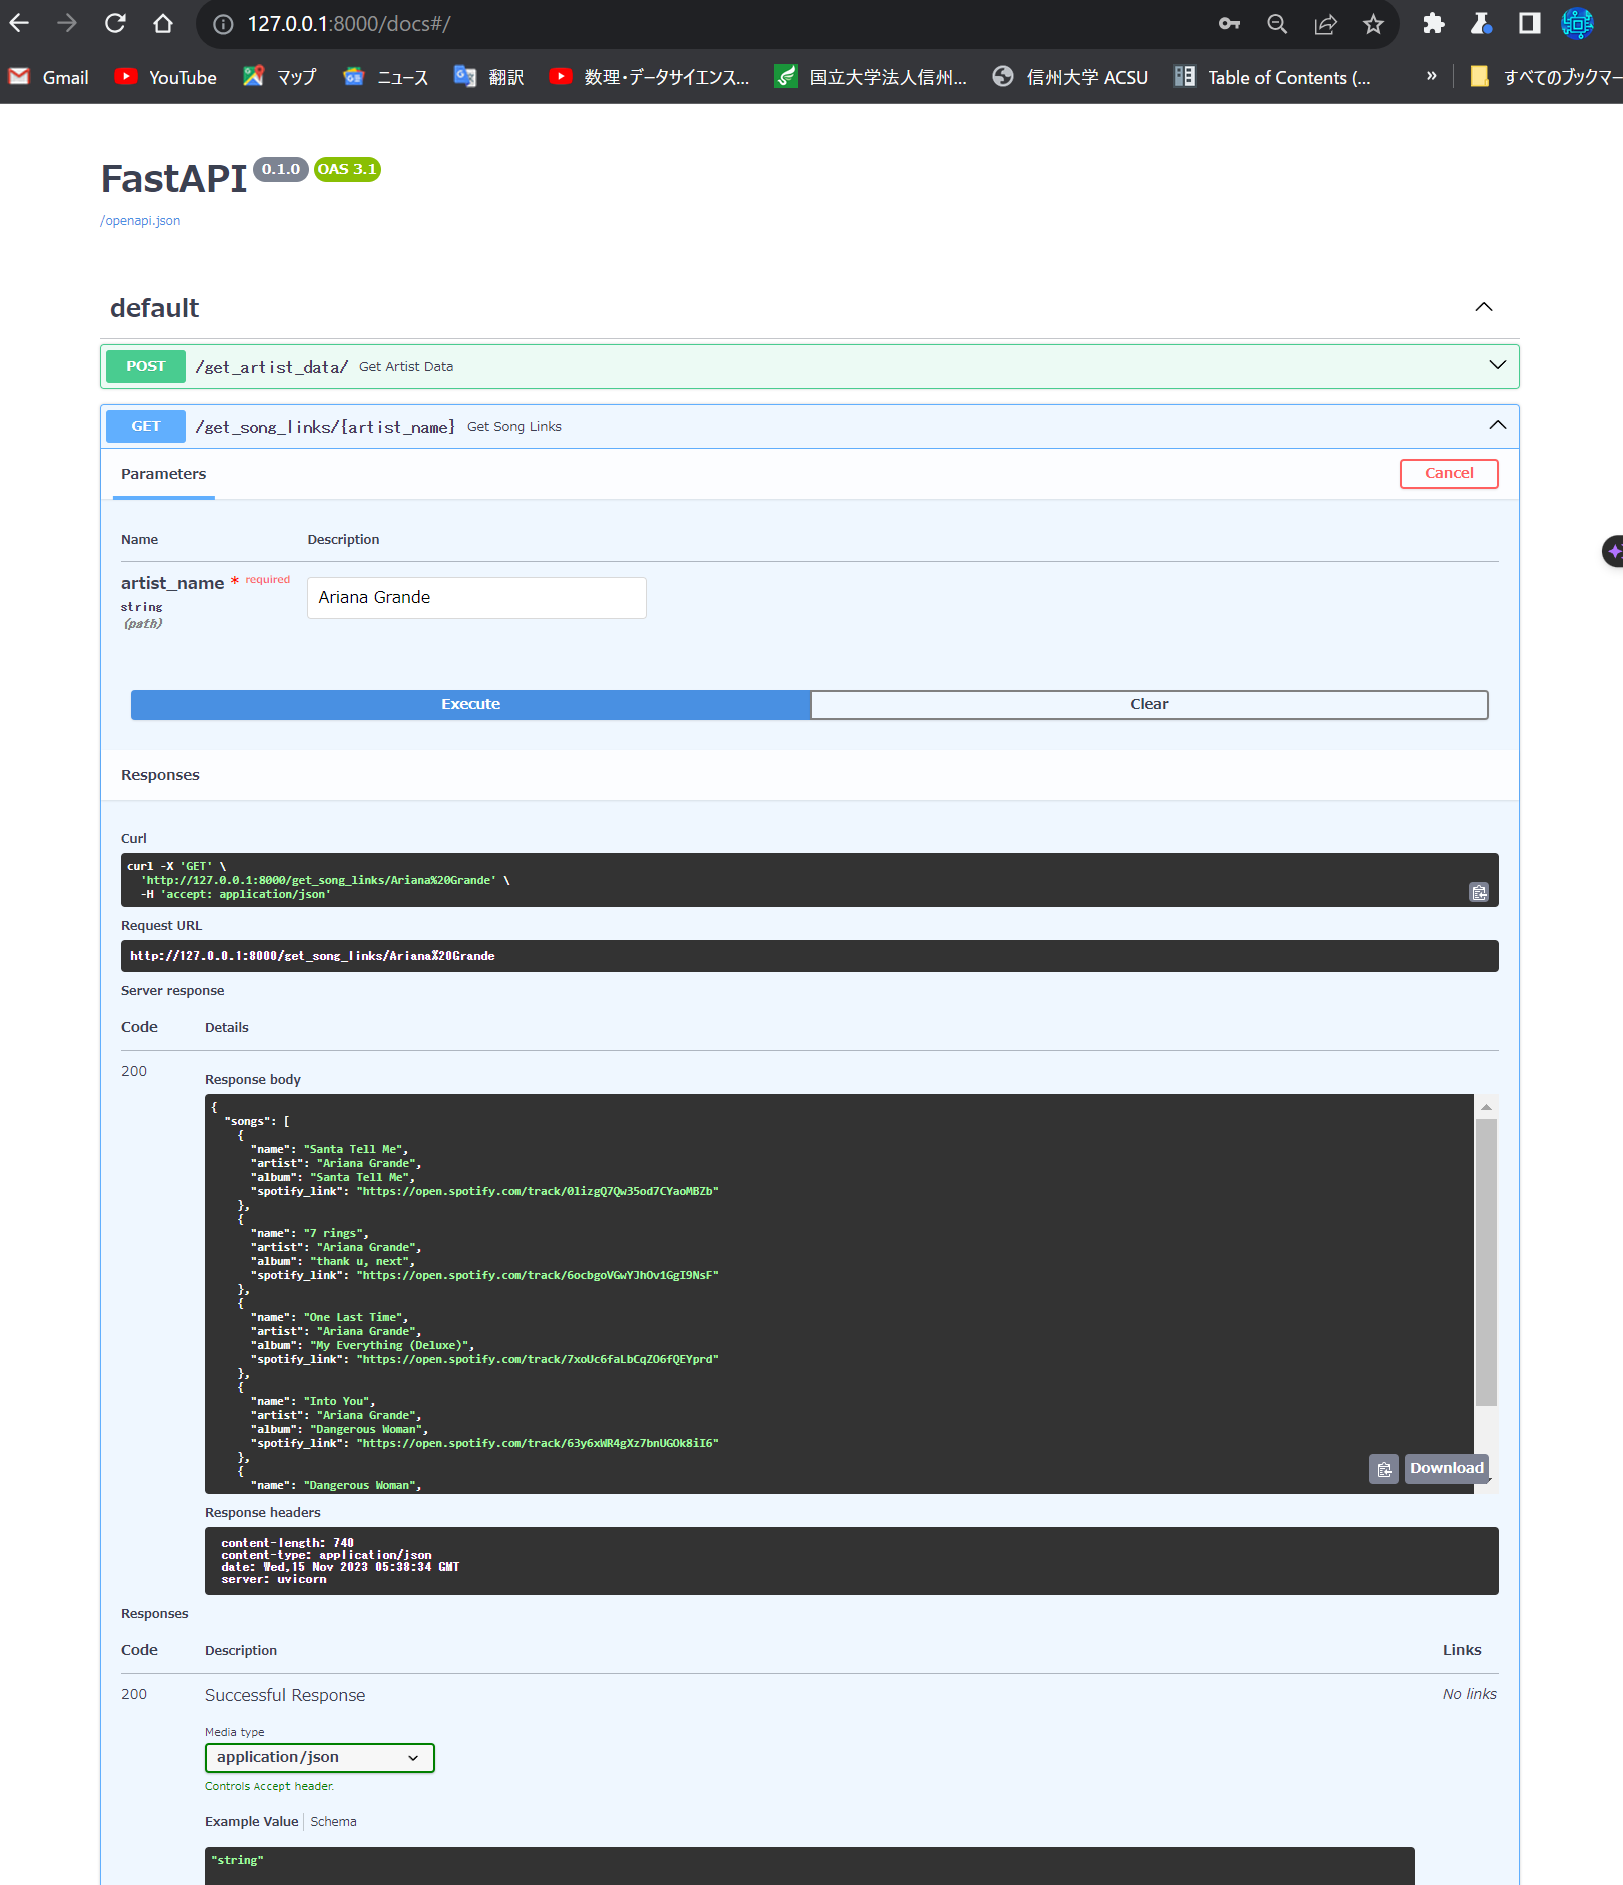 127.0.0.1:8000/docs#/
Gmail YouTube マップ ニュース 翻訳 数理・データサイエンス... 国立大学法人信州... 信州大学 ACSU Table of Contents (... » すべてのブックマー
FastAPI 0.1.0 OAS 3.1
/openapi.json
default
POST /get_artist_data/ Get Artist Data
GET /get_song_links/{artist_name} Get Song Links
Parameters Cancel
Name Description
artist_name * required
Ariana Grande
string
(path)
Execute Clear
Responses
Curl
curl -X 'GET' \
'http://127.0.0.1:8000/get_song_links/Ariana%20Grande' \
-H 'accept: application/json'
Request URL
http://127.0.0.1:8000/get_song_links/Ariana%20Grande
Server response
Code Details
200
Response body
{
"songs": [
{
"name": "Santa Tell Me",
"artist": "Ariana Grande",
"album": "Santa Tell Me",
"spotify_link": "https://open.spotify.com/track/0lizgQ7Qw35od7CYaoMBZb"
},
{
"name": "7 rings",
"artist": "Ariana Grande",
"album": "thank u, next",
"spotify_link": "https://open.spotify.com/track/6ocbgoVGwYJhOv1GgI9NsF"
},
{
"name": "One Last Time",
"artist": "Ariana Grande",
"album": "My Everything (Deluxe)",
"spotify_link": "https://open.spotify.com/track/7xoUc6faLbCqZO6fQEYprd"
},
{
"name": "Into You",
"artist": "Ariana Grande",
"album": "Dangerous Woman",
"spotify_link": "https://open.spotify.com/track/63y6xWR4gXz7bnUGOk8iI6"
},
{
"name": "Dangerous Woman",
Download
Response headers
content-length: 740
content-type: application/json
date: Wed,15 Nov 2023 05:38:34 GMT
server: uvicorn
Responses
Code Description Links
200 Successful Response No links
Media type
application/json
Controls Accept header.
Example Value Schema
"string"